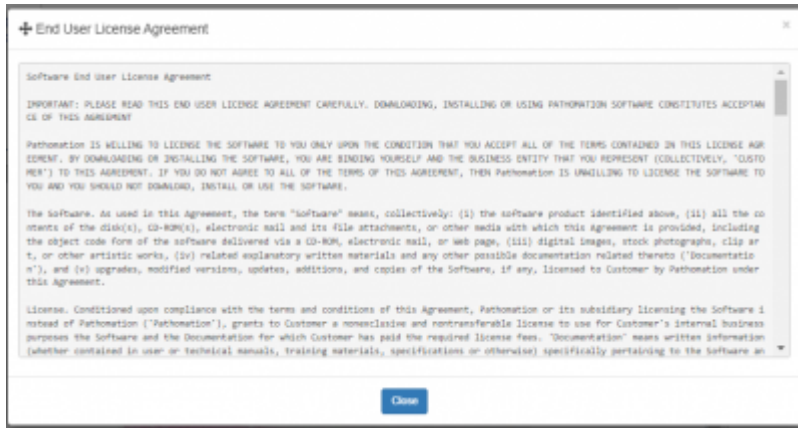 End User License Agreement
×
Software End User License Agreement
IMPORTANT: PLEASE READ THIS END USER LICENSE AGREEMENT CAREFULLY. DOWNLOADING, INSTALLING OR USING PATHOMATION SOFTWARE CONSTITUTES ACCEPTAN
CE OF THIS AGREEMENT
Pathomation IS WILLING TO LICENSE THE SOFTWARE TO YOU ONLY UPON THE CONDITION THAT YOU ACCEPT ALL OF THE TERMS CONTAINED IN THIS LICENSE AGR
EEMENT. BY DOWNLOADING OR INSTALLING THE SOFTWARE, YOU ARE BINDING YOURSELF AND THE BUSINESS ENTITY THAT YOU REPRESENT (COLLECTIVELY, 'CUSTO
MER') TO THIS AGREEMENT. IF YOU DO NOT AGREE TO ALL OF THE TERMS OF THIS AGREEMENT, THEN Pathomation IS UNWILLING TO LICENSE THE SOFTWARE TO
YOU AND YOU SHOULD NOT DOWNLOAD, INSTALL OR USE THE SOFTWARE.
The Software. As used in this Agreement, the term "Software" means, collectively: (i) the software product identified above, (ii) all the co
ntents of the disk(s), CD-ROM(s), electronic mail and its file attachments, or other media with which this Agreement is provided, including
the object code form of the software delivered via a CD-ROM, electronic mail, or web page, (iii) digital images, stock photographs, clip ar
t, or other artistic works, (iv) related explanatory written materials and any other possible documentation related thereto ('Documentatio
n'), and (v) upgrades, modified versions, updates, additions, and copies of the Software, if any, licensed to Customer by Pathomation under
this Agreement.
License. Conditioned upon compliance with the terms and conditions of this Agreement, Pathomation or its subsidiary licensing the Software i
nstead of Pathomation ('Pathomation'), grants to Customer a nonexclusive and nontransferable license to use for Customer's internal business
purposes the Software and the Documentation for which Customer has paid the required license fees. "Documentation" means written information
(whether contained in user or technical manuals, training materials, specifications or otherwise) specifically pertaining to the Software an
Close